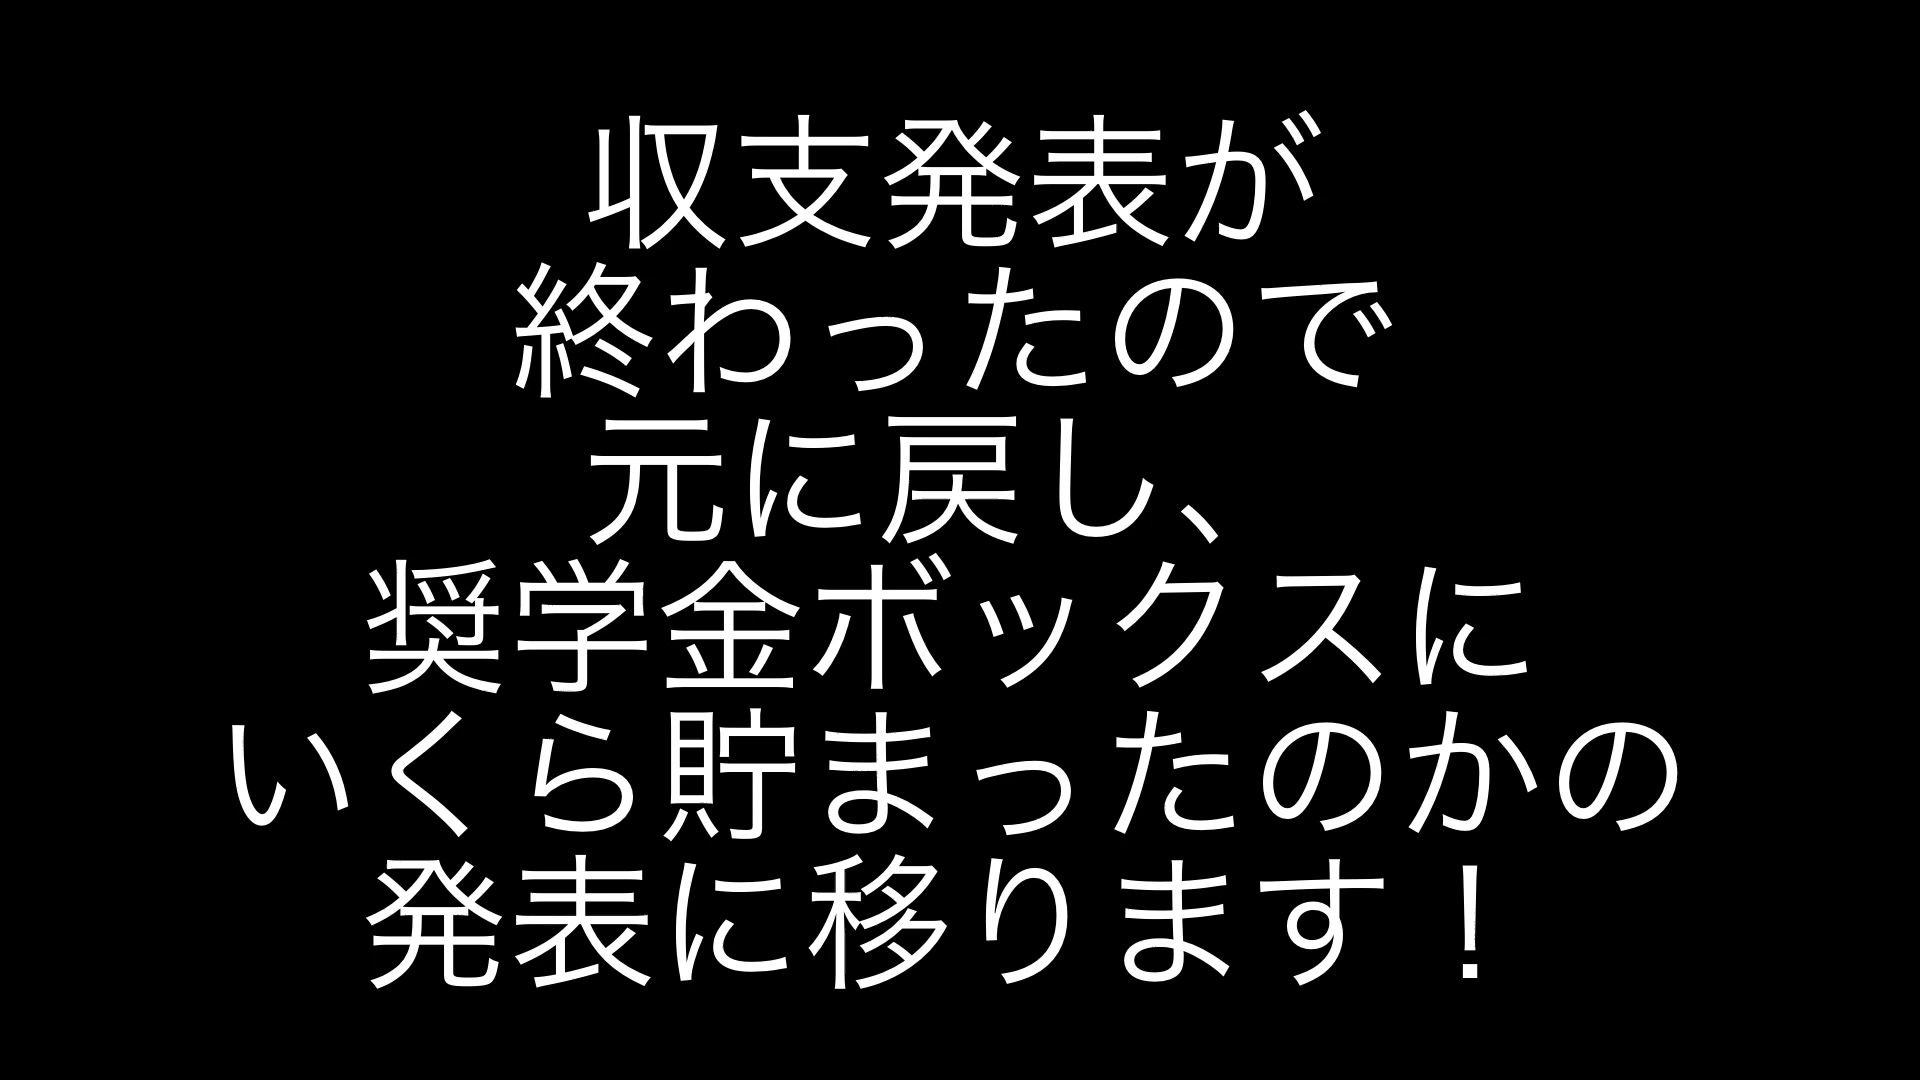 収支発表が
終わったので
元に戻し、
奨学金ボックスに
いくら貯まったのかの
発表に移ります！